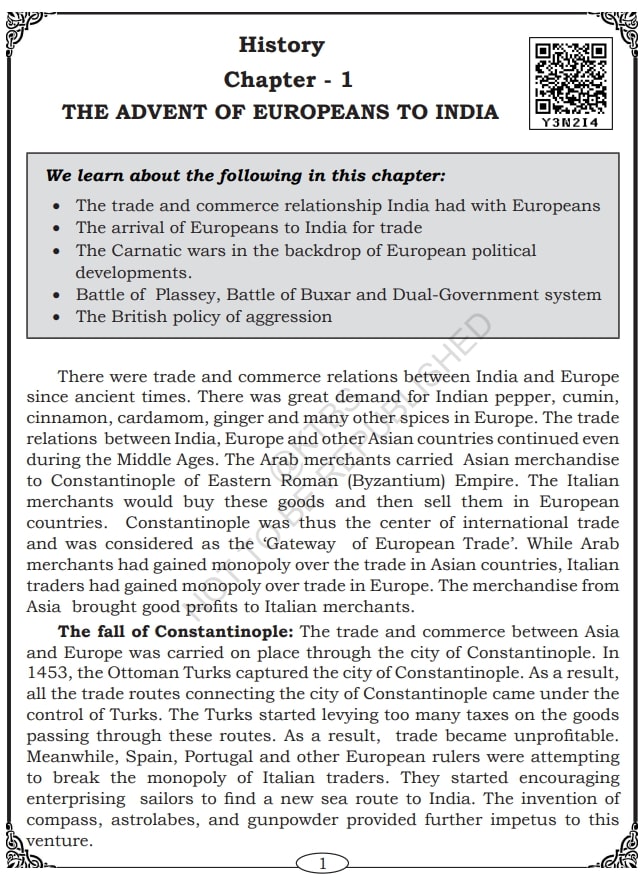 History
Chapter - 1
THE ADVENT OF EUROPEANS TO INDIA
Y3N2I4
We learn about the following in this chapter:
• The trade and commerce relationship India had with Europeans
• The arrival of Europeans to India for trade
• The Carnatic wars in the backdrop of European political
developments.
• Battle of Plassey, Battle of Buxar and Dual-Government system
• The British policy of aggression
There were trade and commerce relations between India and Europe
since ancient times. There was great demand for Indian pepper, cumin,
cinnamon, cardamom, ginger and many other spices in Europe. The trade
relations between India, Europe and other Asian countries continued even
during the Middle Ages. The Arab merchants carried Asian merchandise
to Constantinople of Eastern Roman (Byzantium) Empire. The Italian
merchants would buy these goods and then sell them in European
countries. Constantinople was thus the center of international trade
and was considered as the ‘Gateway of European Trade’. While Arab
merchants had gained monopoly over the trade in Asian countries, Italian
traders had gained monopoly over trade in Europe. The merchandise from
Asia brought good profits to Italian merchants.
The fall of Constantinople: The trade and commerce between Asia
and Europe was carried on place through the city of Constantinople. In
1453, the Ottoman Turks captured the city of Constantinople. As a result,
all the trade routes connecting the city of Constantinople came under the
control of Turks. The Turks started levying too many taxes on the goods
passing through these routes. As a result, trade became unprofitable.
Meanwhile, Spain, Portugal and other European rulers were attempting
to break the monopoly of Italian traders. They started encouraging
enterprising sailors to find a new sea route to India. The invention of
compass, astrolabes, and gunpowder provided further impetus to this
venture.
@KTBS
NOT TO BE REPUBLISHED
1